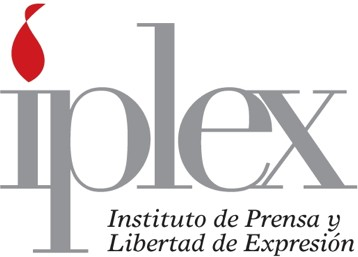 iplex
Instituto de Prensa y
Libertad de Expresión